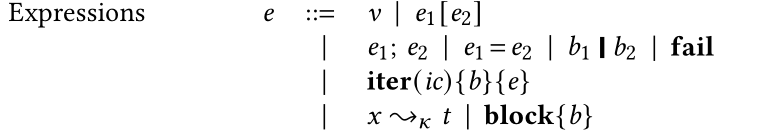 Expressions e ::= v | e₁[e₂]
| e₁; e₂ | e₁ = e₂ | b₁ ❙ b₂ | fail
| iter(ic){b}{e}
| x ⤳κ t | block{b}